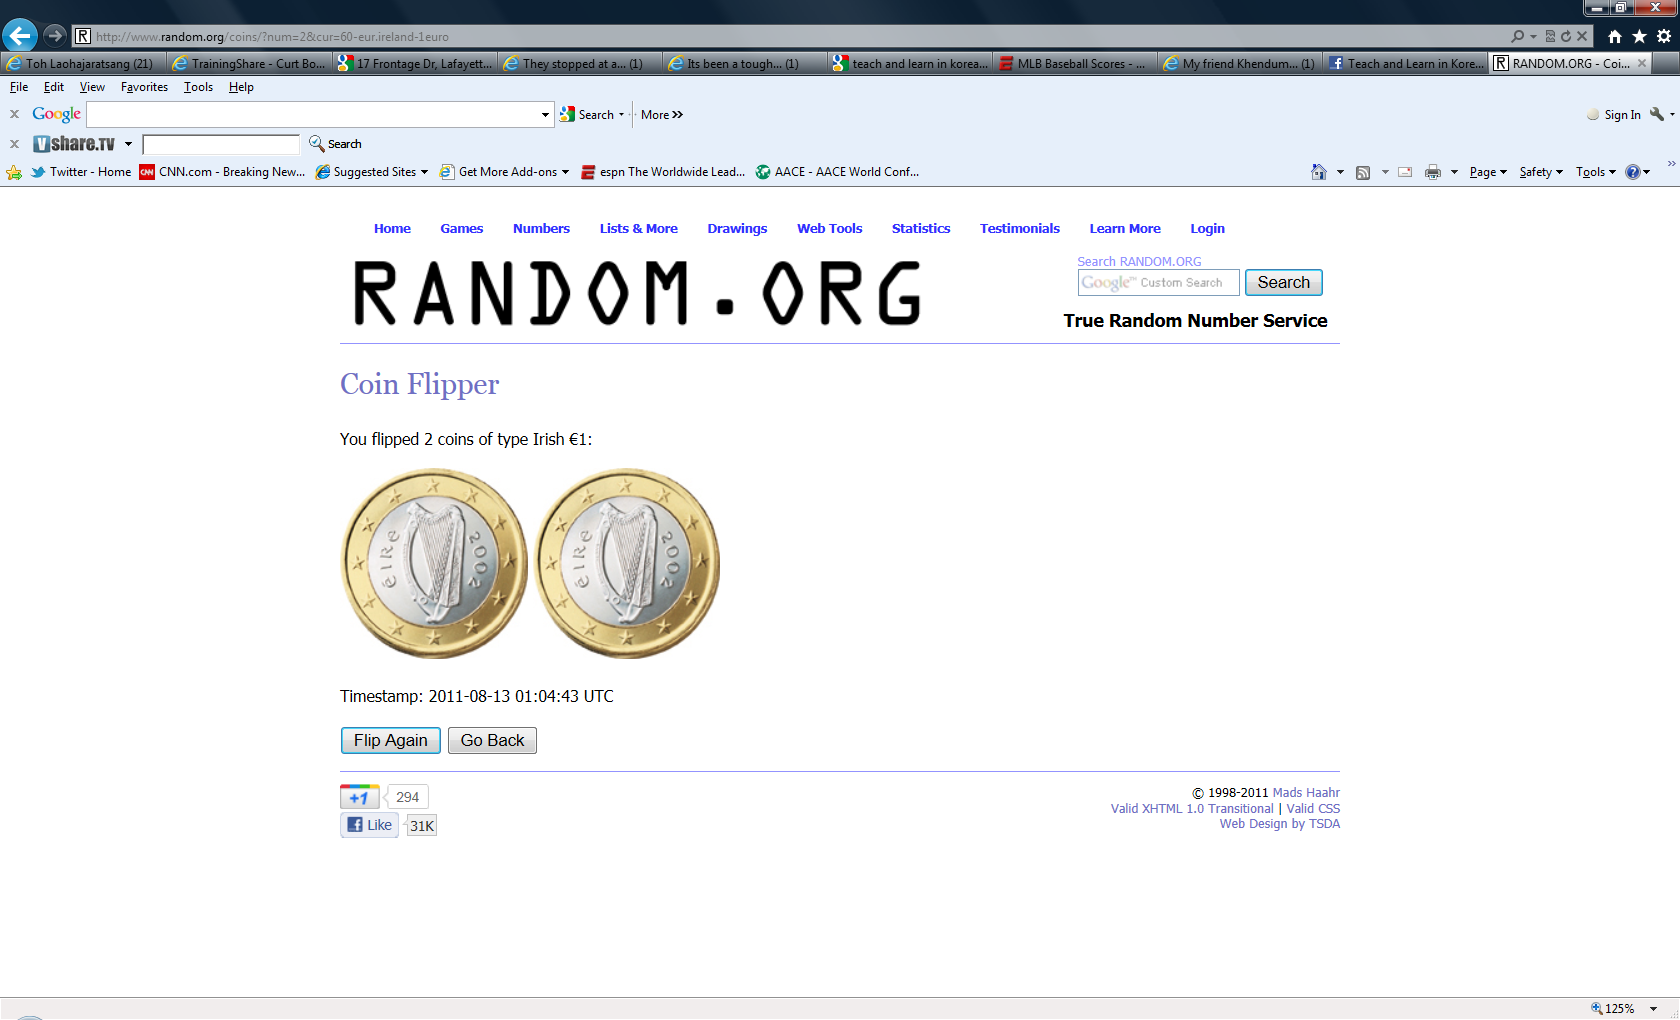 http://www.random.org/coins/?num=2&cur=60-eur.ireland-1euro
Toh Laohajaratsang (21)
TrainingShare - Curt Bo...
17 Frontage Dr, Lafayett...
They stopped at a... (1)
Its been a tough... (1)
teach and learn in korea...
MLB Baseball Scores - ...
My friend Khendum... (1)
Teach and Learn in Kore...
RANDOM.ORG - Coi...
File Edit View Favorites Tools Help
Google Search More Sign In
Vshare.TV Search
Twitter - Home CNN.com - Breaking New... Suggested Sites Get More Add-ons espn The Worldwide Lead... AACE - AACE World Conf... Page Safety Tools
Home Games Numbers Lists & More Drawings Web Tools Statistics Testimonials Learn More Login
RANDOM.ORG
Search RANDOM.ORG
Google™ Custom Search Search
True Random Number Service
Coin Flipper
You flipped 2 coins of type Irish €1:
éIRe 2002 éIRe 2002
Timestamp: 2011-08-13 01:04:43 UTC
Flip Again Go Back
+1 294
Like 31K
© 1998-2011 Mads Haahr
Valid XHTML 1.0 Transitional | Valid CSS
Web Design by TSDA
125%